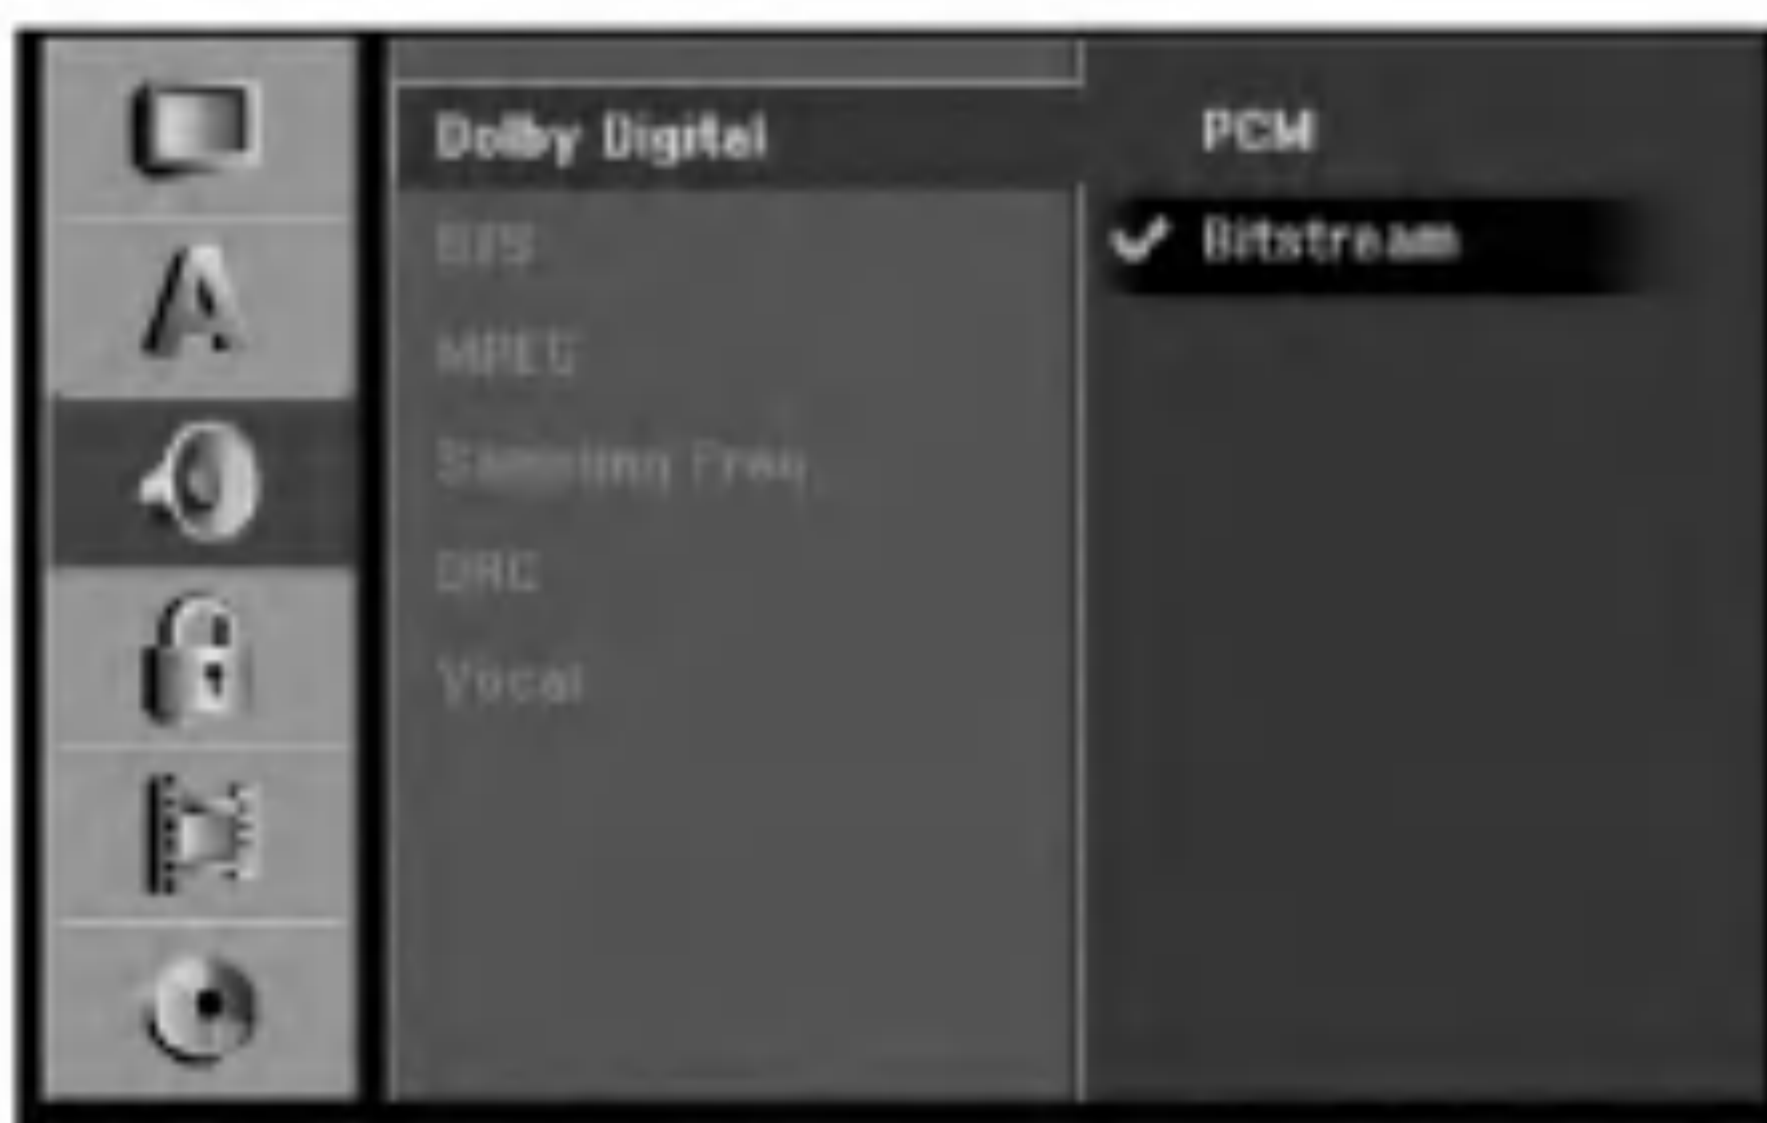 Dolby Digital
PCM
Bitstream
DTS
MPEG
Sampling Freq.
DRC
Vocal